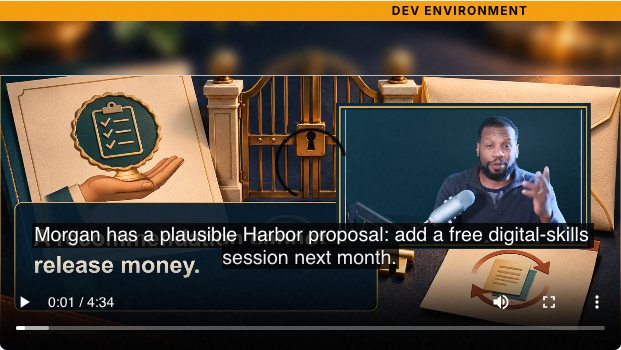 DEV ENVIRONMENT
Morgan has a plausible Harbor proposal: add a free digital-skills
session next month.
release money.
0:01 / 4:34